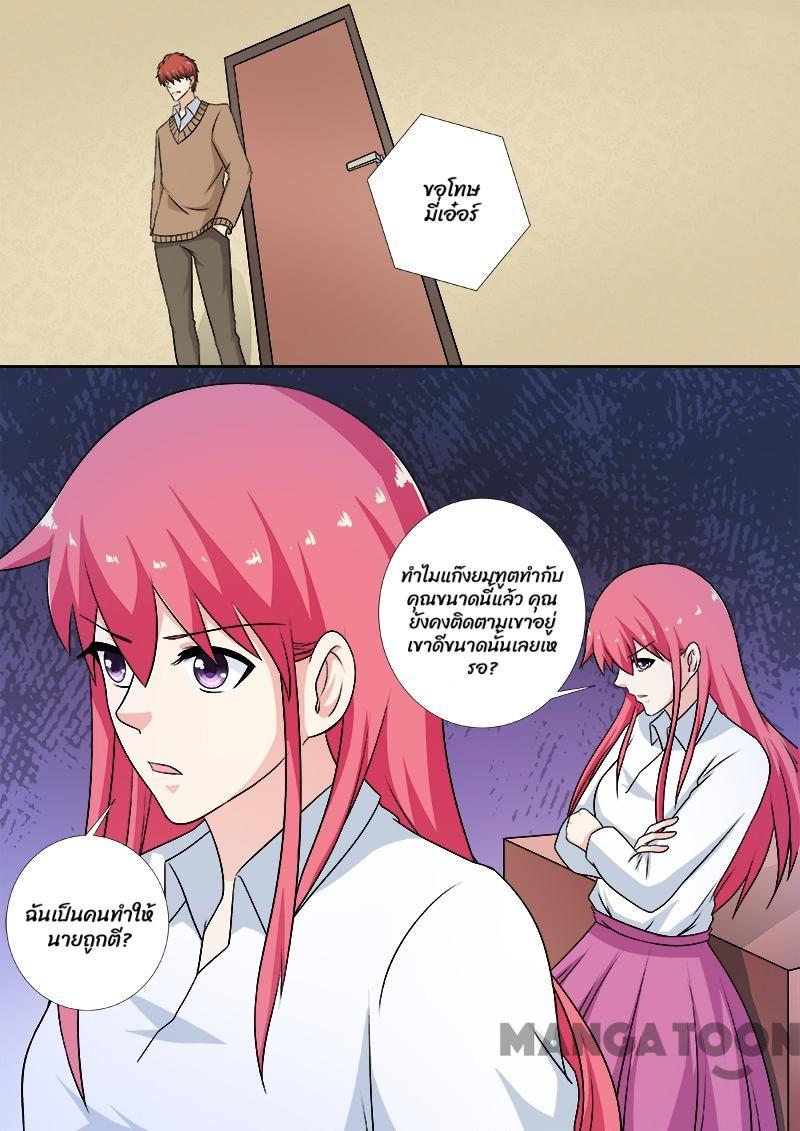 ขอโทษ
มี่เอ๋อร์
ทำไมแก๊งยมทูตทำกับ
คุณขนาดนี้แล้ว คุณ
ยังคงติดตามเขาอยู่
เขาดีขนาดนั้นเลยเห
รอ?
ฉันเป็นคนทำให้
นายถูกตี?
MANGATOON